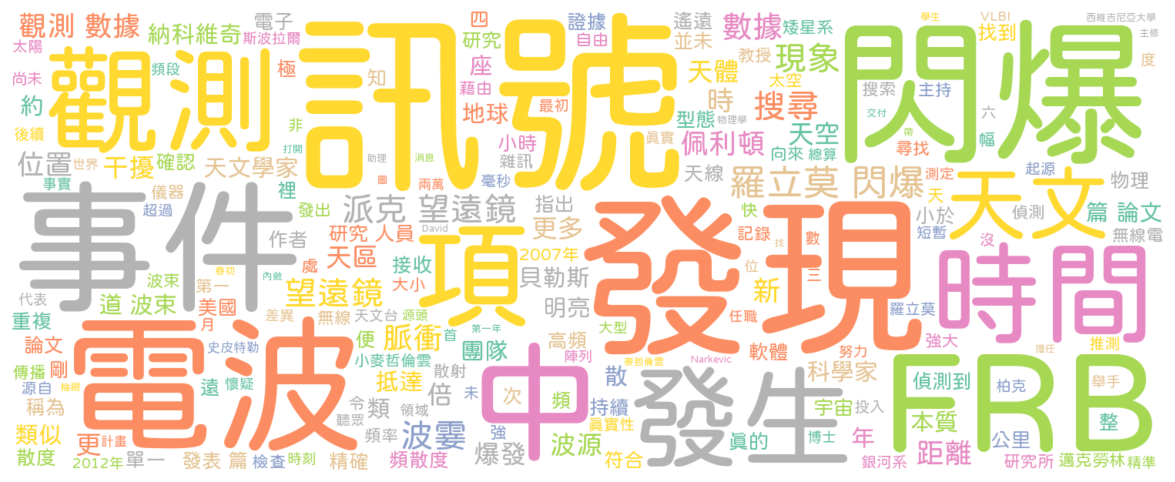 觀測 數據
電子
四
證據
遙遠
數據
VLBI
學生
西維吉尼亞大學
太陽
納科維奇
斯波拉爾
研究
自由
並未
矮星系
找到
主修
尚未
頻段
極
知
座
教授
現象
度
觀測
訊號
閃爆
約
藉由
天體
太空
搜索
主持
後續
非
地球
最初
時
搜尋
交付
六
打開
小時
型態
物理學
天空
帶
幅
位置
世界
干擾
確認
天文學家
助理
消息
雜訊
真實
佩利頓
向來
總算
尋找
事實
儀器
裡
圖
兩萬
毫秒
天線
羅立莫 閃爆
測定
起源
物理
超過
發出
派克 望遠鏡
指出
天
天文
偵測
篇 論文
事件
作者
研究 人員
David
更多
發現
快
小於
短暫
無線電
記錄
數
沒
找
項
2007年
時間
波束
內斂
春初
處
天區
接收
貝勒斯
位
三
代表
第一
大小
新
羅立莫
道 波束
美國
望遠鏡
明亮
任職
強大
推測
重複
月
差異
無線
天文台
源頭
便
脈衝
首
第一年
高頻
大型
電波
論文
史皮特勒
小麥哲倫雲
團隊
陣列
Narkevic
軟體
努力
擔任
傳播
剛
抵達
散射
中
散
發生
科學家
偵測到
FRB
源自
遠
懷疑
倍
未
次
頻
持續
柏克
舉手
稱為
令
類
領域
宇宙
投入
本質
整
類似
更
計畫
聽眾
頻率
波霎
強
波源
真實性
真的
博士
年
公里
散度
2012年
單一
發表 篇
檢查
時刻
精確
頻散度
爆發
符合
銀河系
距離
研究所
邁克勞林
精準